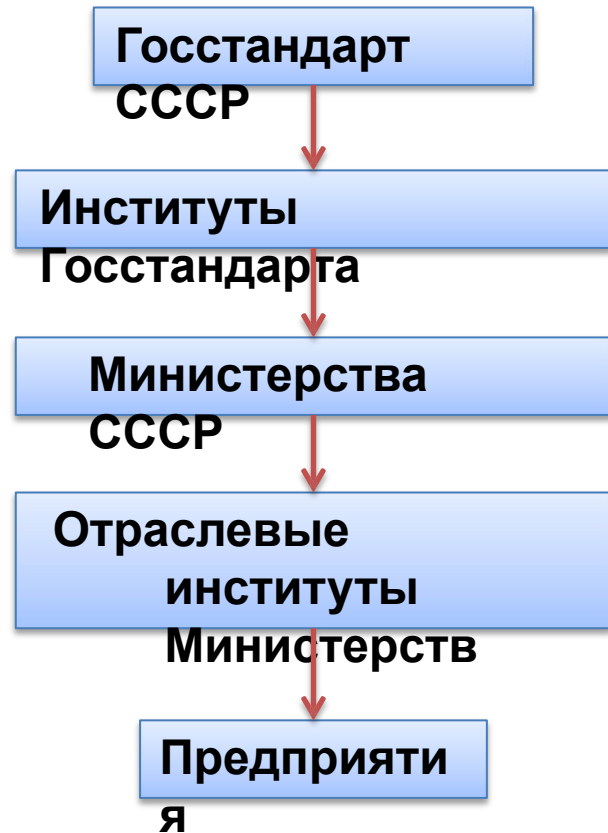 Госстандарт
СССР
Институты
Госстандарта
Министерства
СССР
Отраслевые
институты
Министерств
Предприяти
я